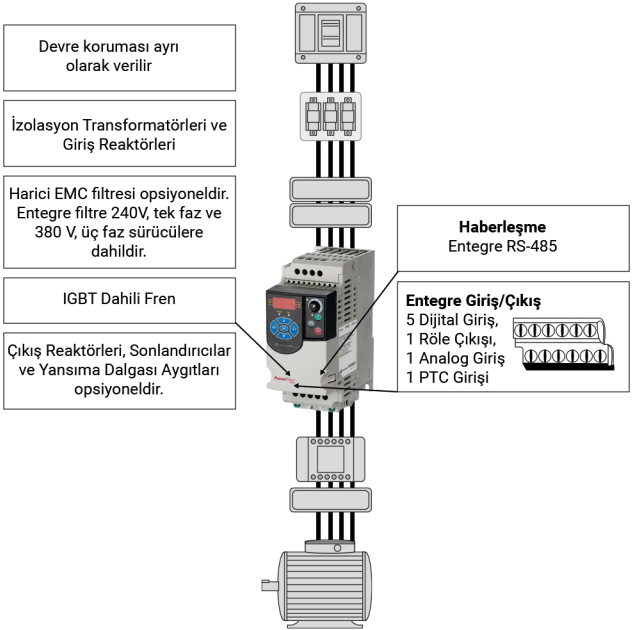 Devre koruması ayrı
olarak verilir
İzolasyon Transformatörleri ve
Giriş Reaktörleri
Harici EMC filtresi opsiyoneldir.
Entegre filtre 240V, tek faz ve
380 V, üç faz sürücülere
dahildir.
IGBT Dahili Fren
Çıkış Reaktörleri, Sonlandırıcılar
ve Yansıma Dalgası Aygıtları
opsiyoneldir.
Haberleşme
Entegre RS-485
Entegre Giriş/Çıkış
5 Dijital Giriş,
1 Röle Çıkışı,
1 Analog Giriş
1 PTC Girişi